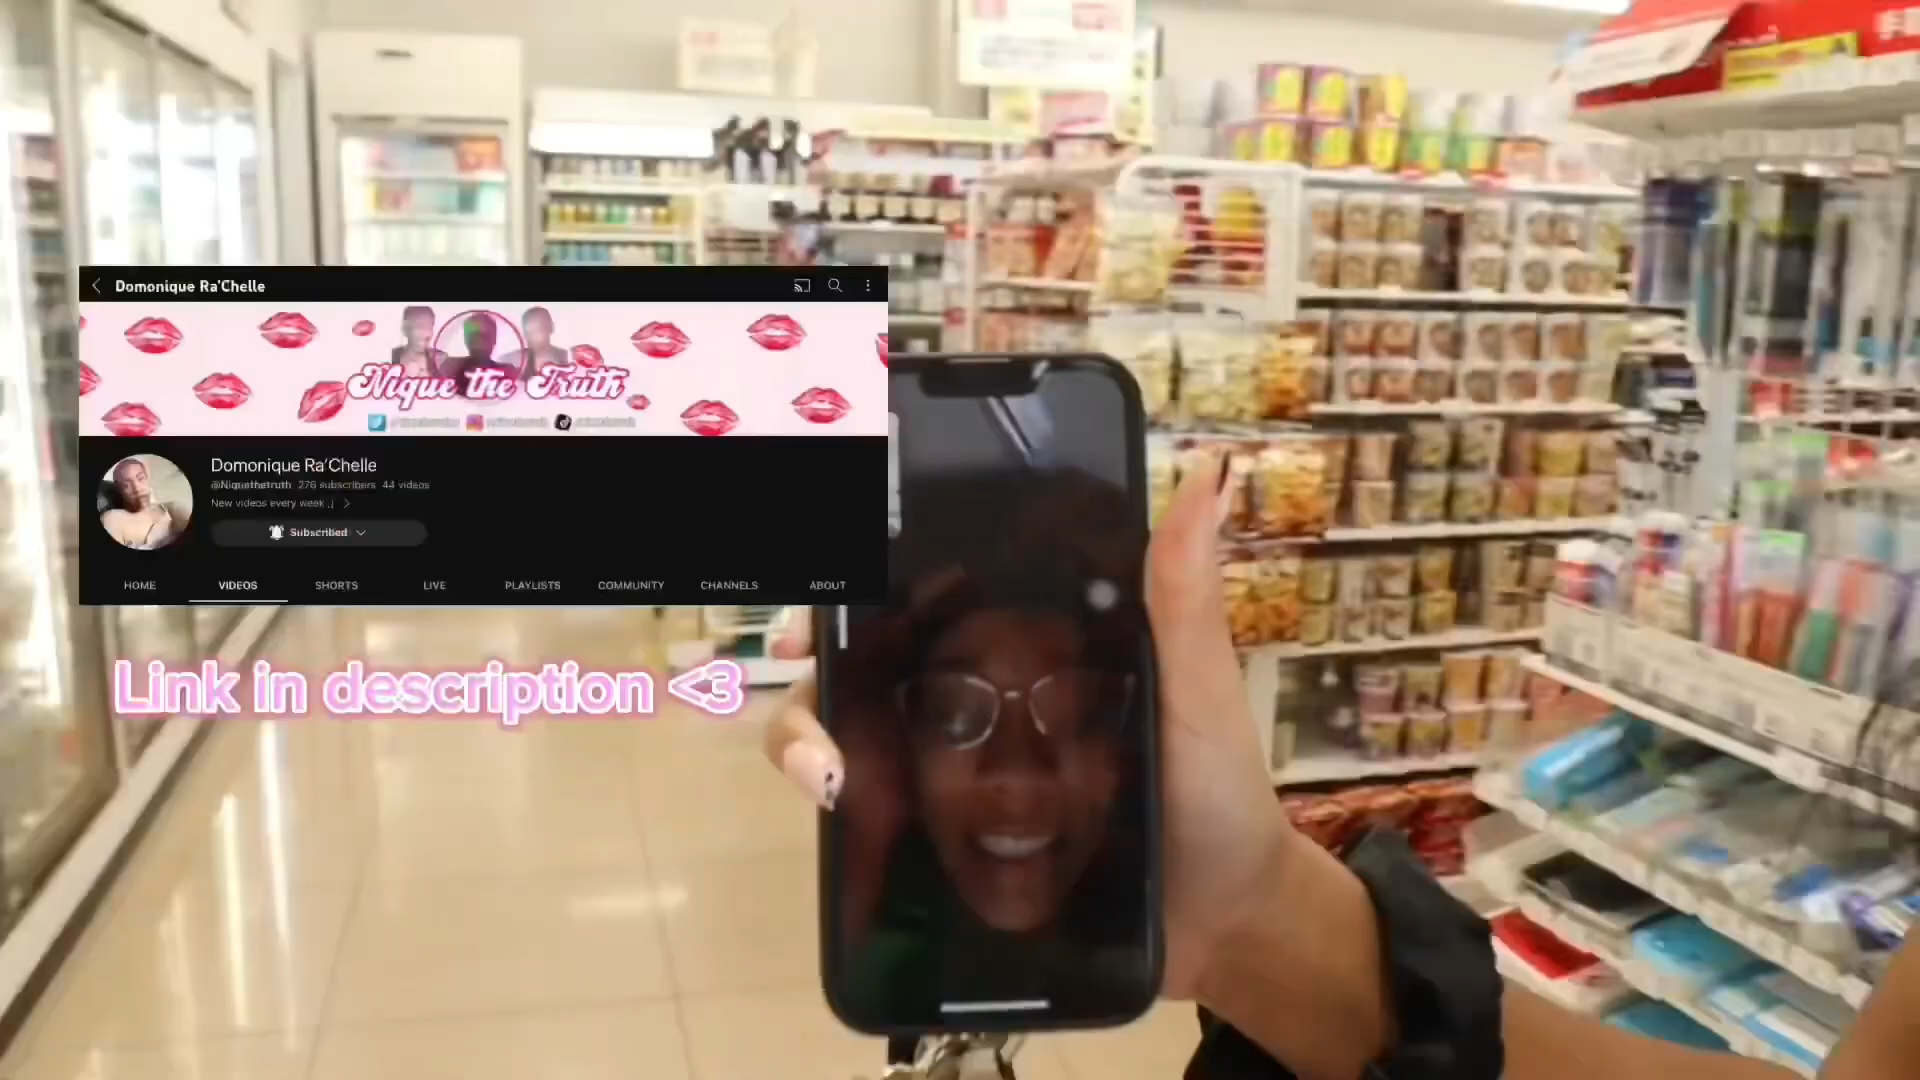 Domonique Ra'Chelle
Nique the Truth
Domonique Ra'Chelle
@Niquethetruth 276 subscribers 44 videos
New videos every week ;)
Subscribed
HOME VIDEOS SHORTS LIVE PLAYLISTS COMMUNITY CHANNELS ABOUT
Link in description <3